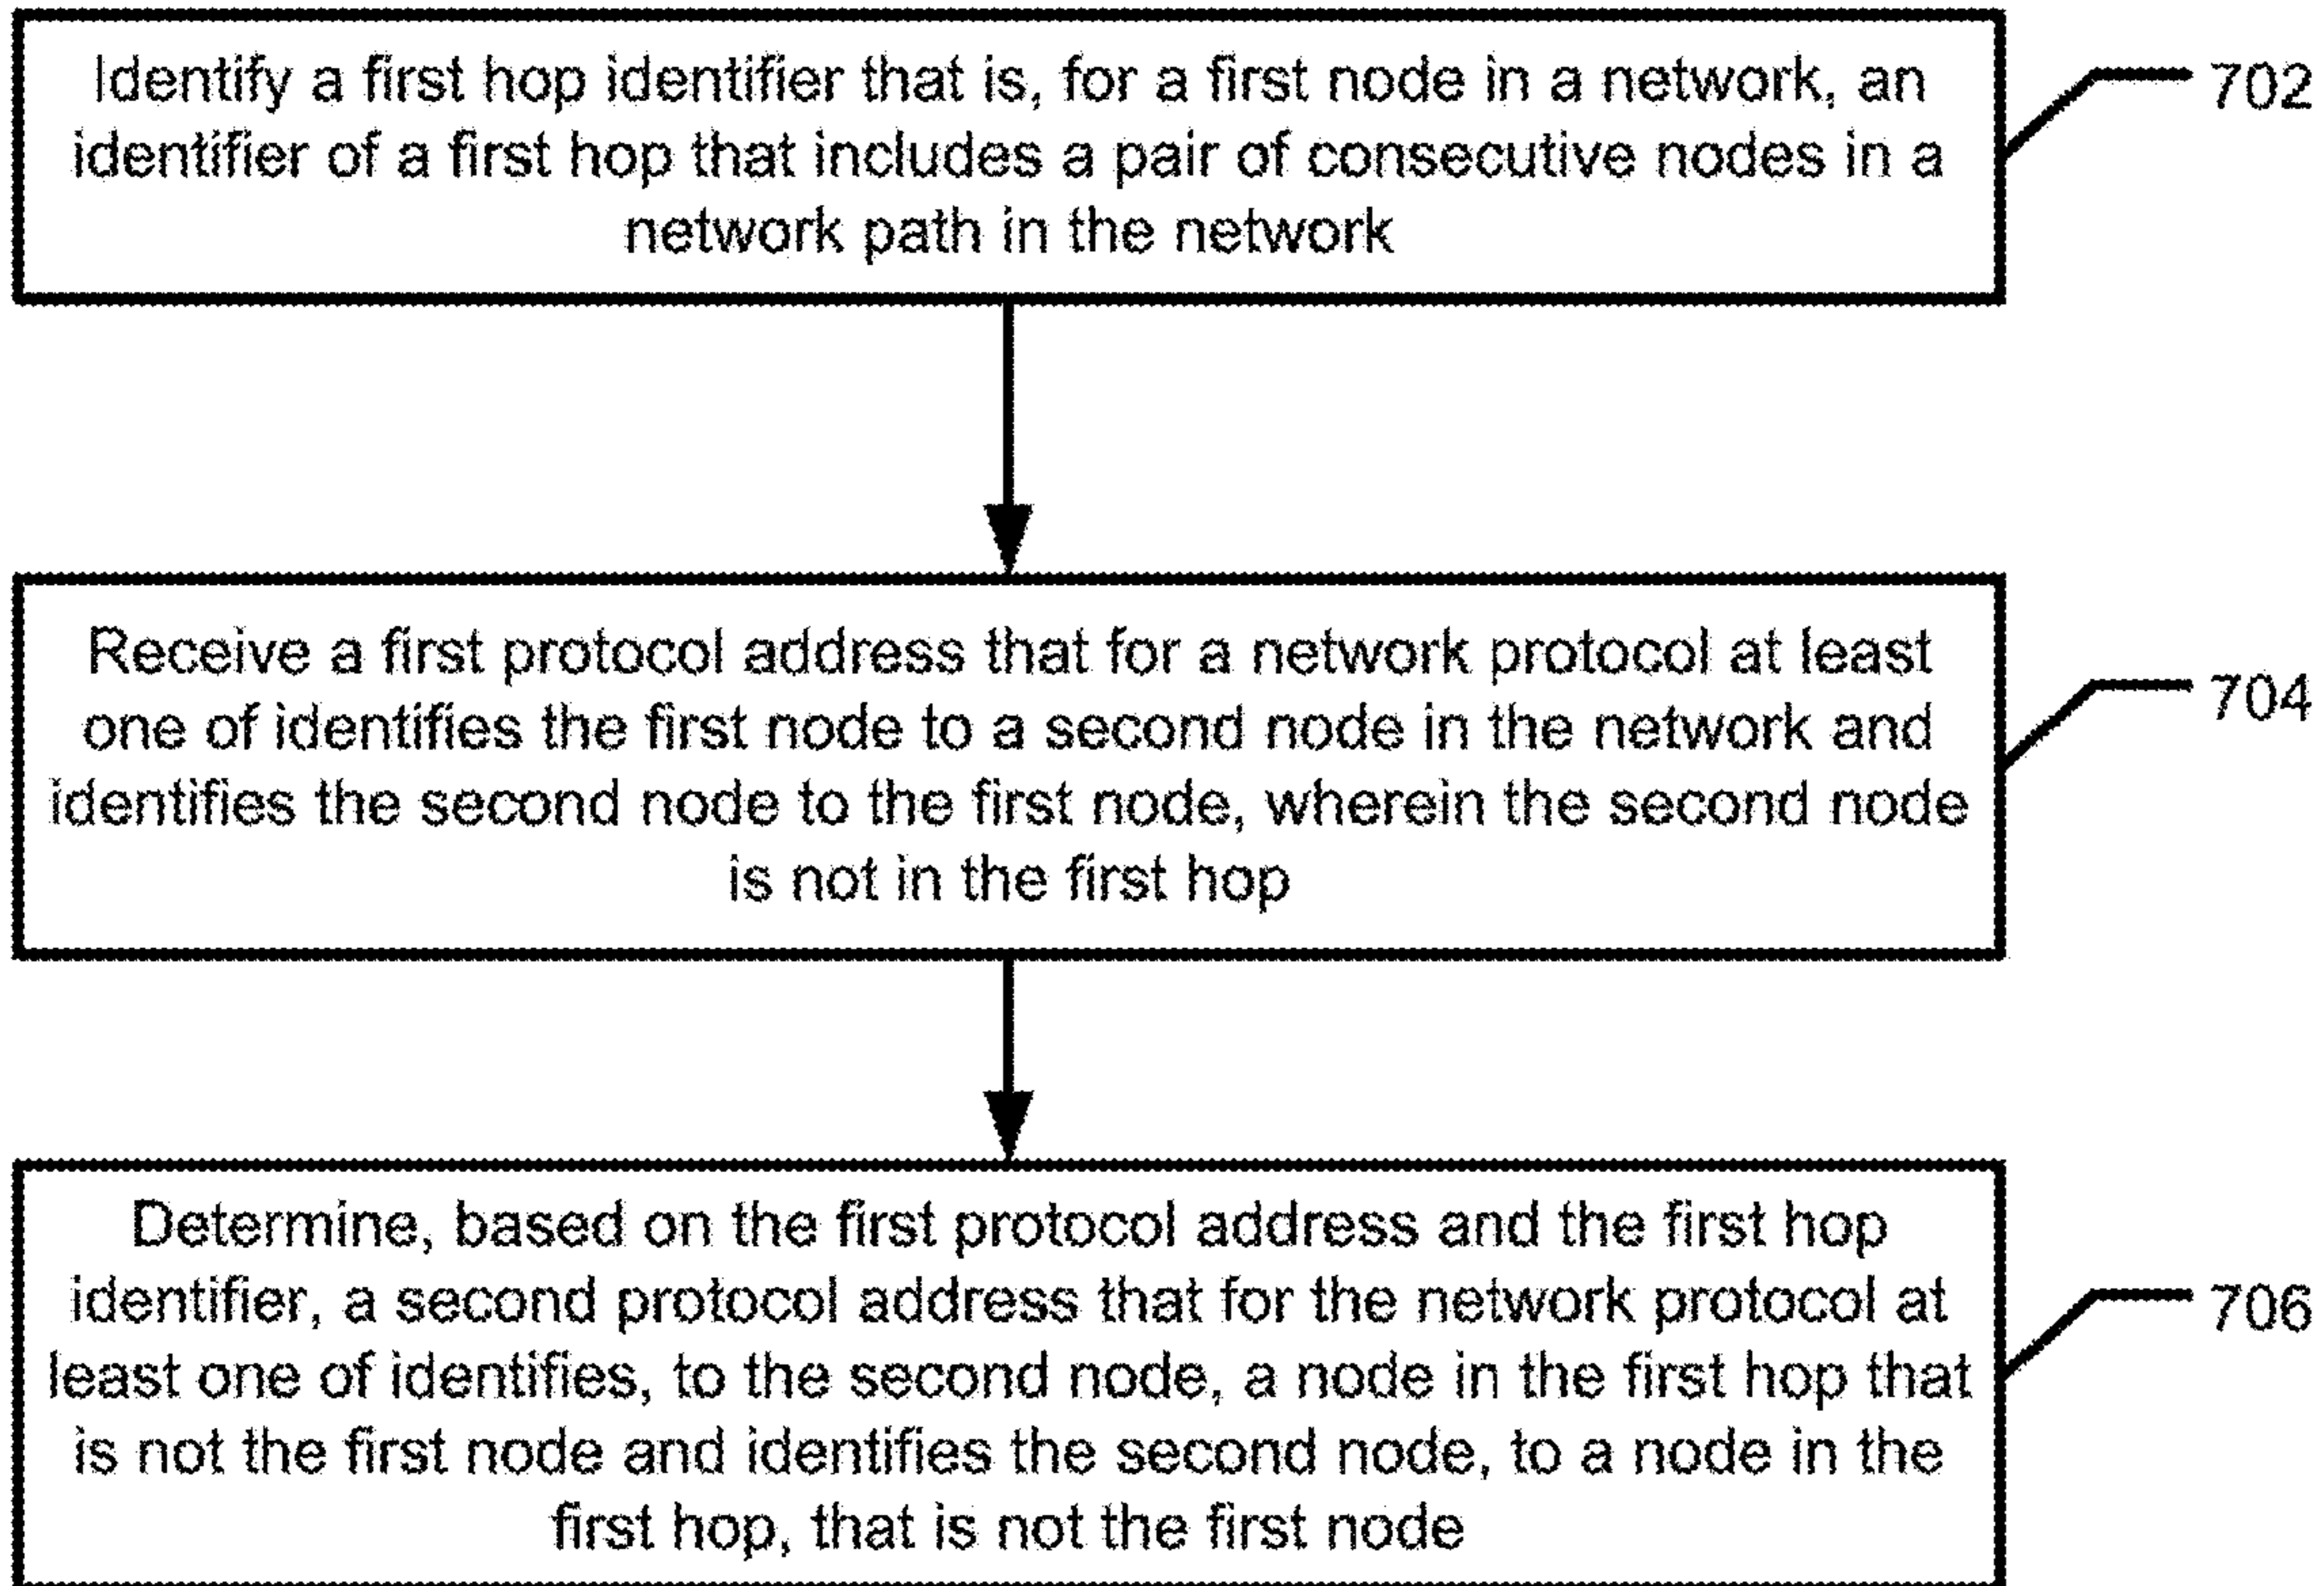 Identify a first hop identifier that is, for a first node in a network, an
identifier of a first hop that includes a pair of consecutive nodes in a
network path in the network
702
Receive a first protocol address that for a network protocol at least
one of identifies the first node to a second node in the network and
identifies the second node to the first node, wherein the second node
is not in the first hop
704
Determine, based on the first protocol address and the first hop
identifier, a second protocol address that for the network protocol at
least one of identifies, to the second node, a node in the first hop that
is not the first node and identifies the second node, to a node in the
first hop, that is not the first node
706